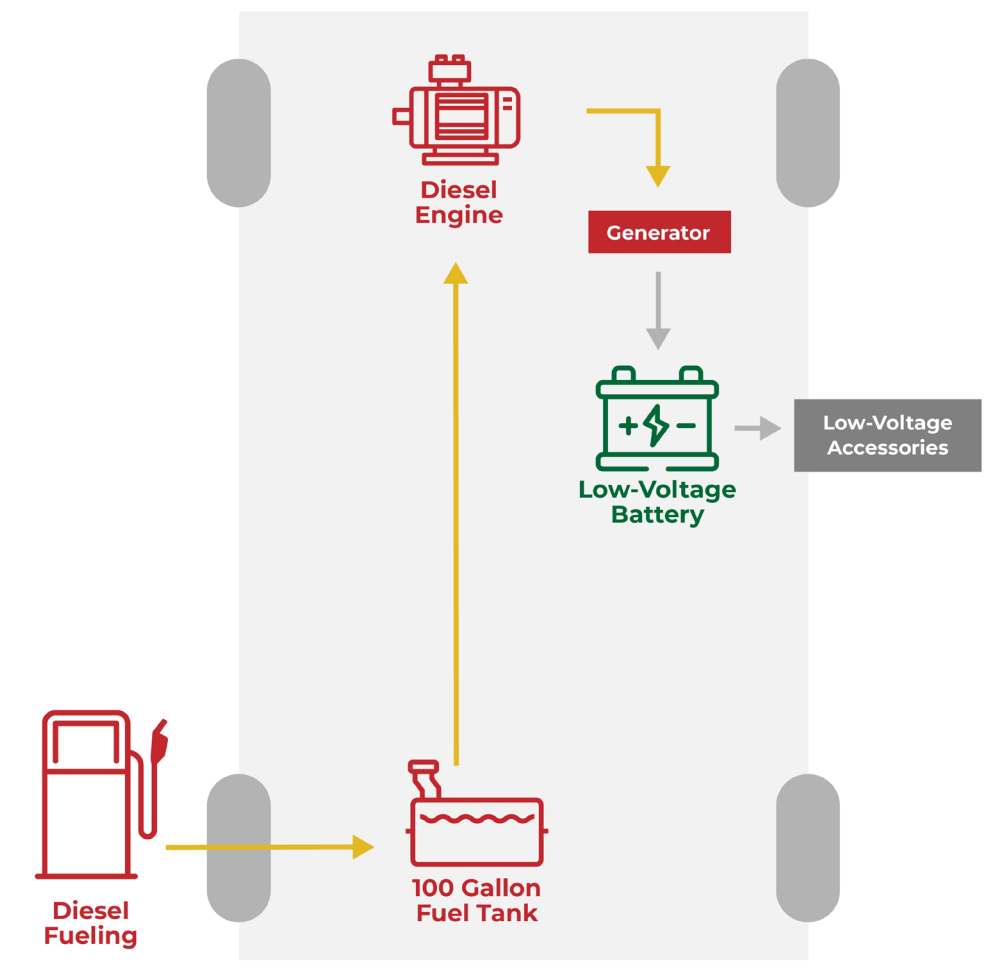 Diesel
Engine
Generator
Low-Voltage
Accessories
Low-Voltage
Battery
100 Gallon
Fuel Tank
Diesel
Fueling